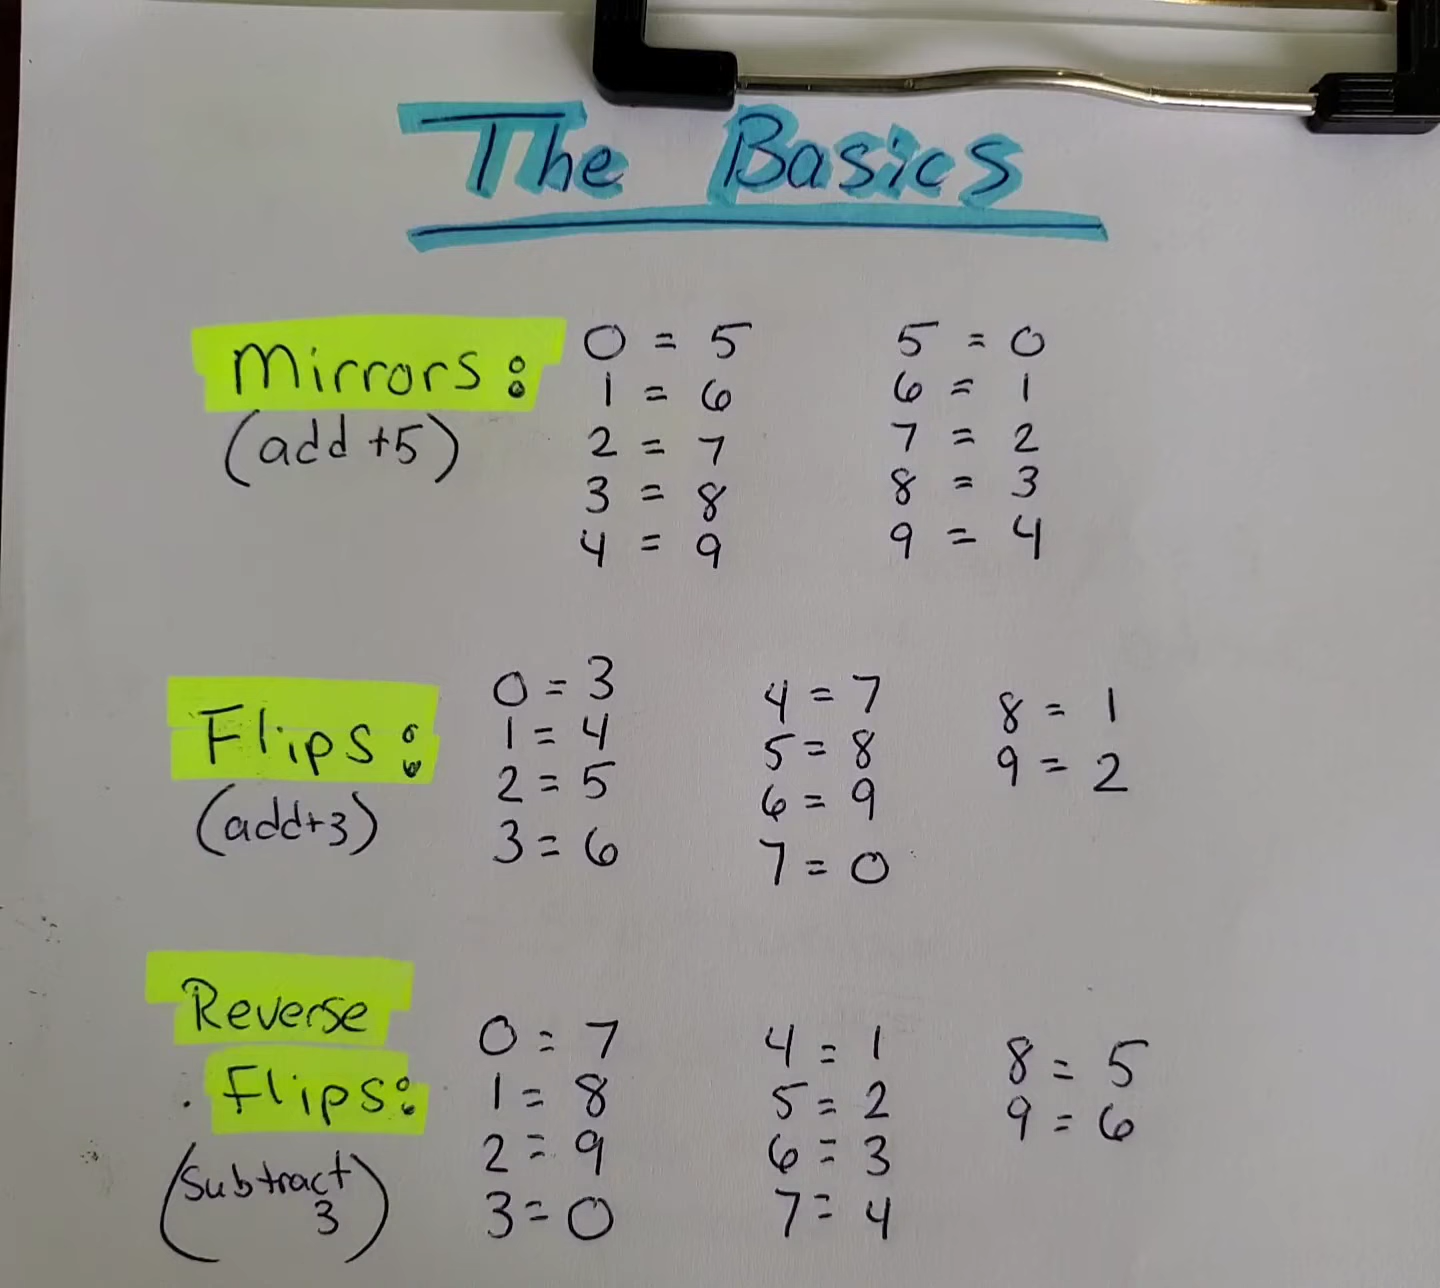 The Basics
Mirrors: 0 = 5 5 = 0
(add +5) 1 = 6 6 = 1
2 = 7 7 = 2
3 = 8 8 = 3
4 = 9 9 = 4
Flips: 0 = 3 4 = 7 8 = 1
(add+3) 1 = 4 5 = 8 9 = 2
2 = 5 6 = 9
3 = 6 7 = 0
Reverse
Flips: 0 = 7 4 = 1 8 = 5
(Subtract 1 = 8 5 = 2 9 = 6
3) 2 = 9 6 = 3
3 = 0 7 = 4